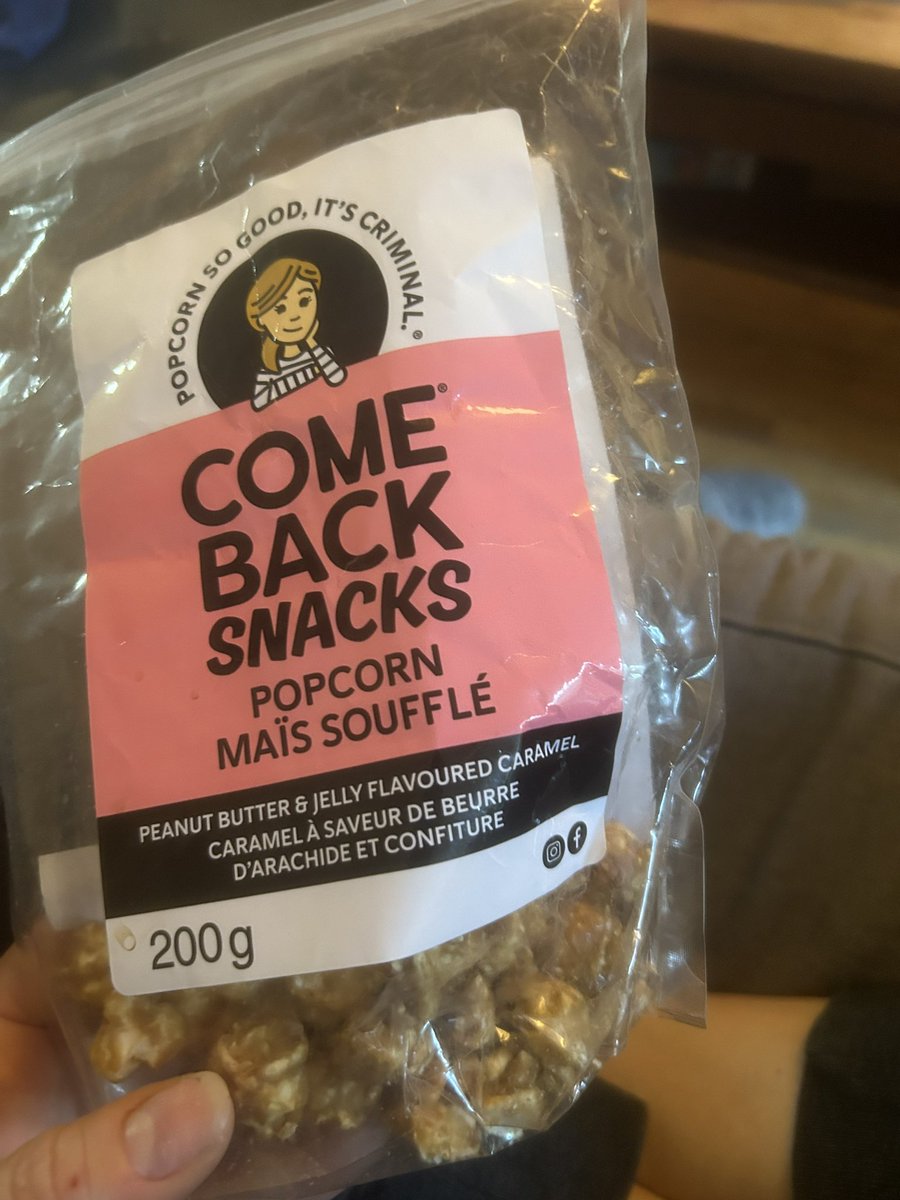 POPCORN SO GOOD, IT'S CRIMINAL.®
COME®
BACK
SNACKS
POPCORN
MAÏS SOUFFLÉ
PEANUT BUTTER & JELLY FLAVOURED CARAMEL
CARAMEL À SAVEUR DE BEURRE
D'ARACHIDE ET CONFITURE
200g